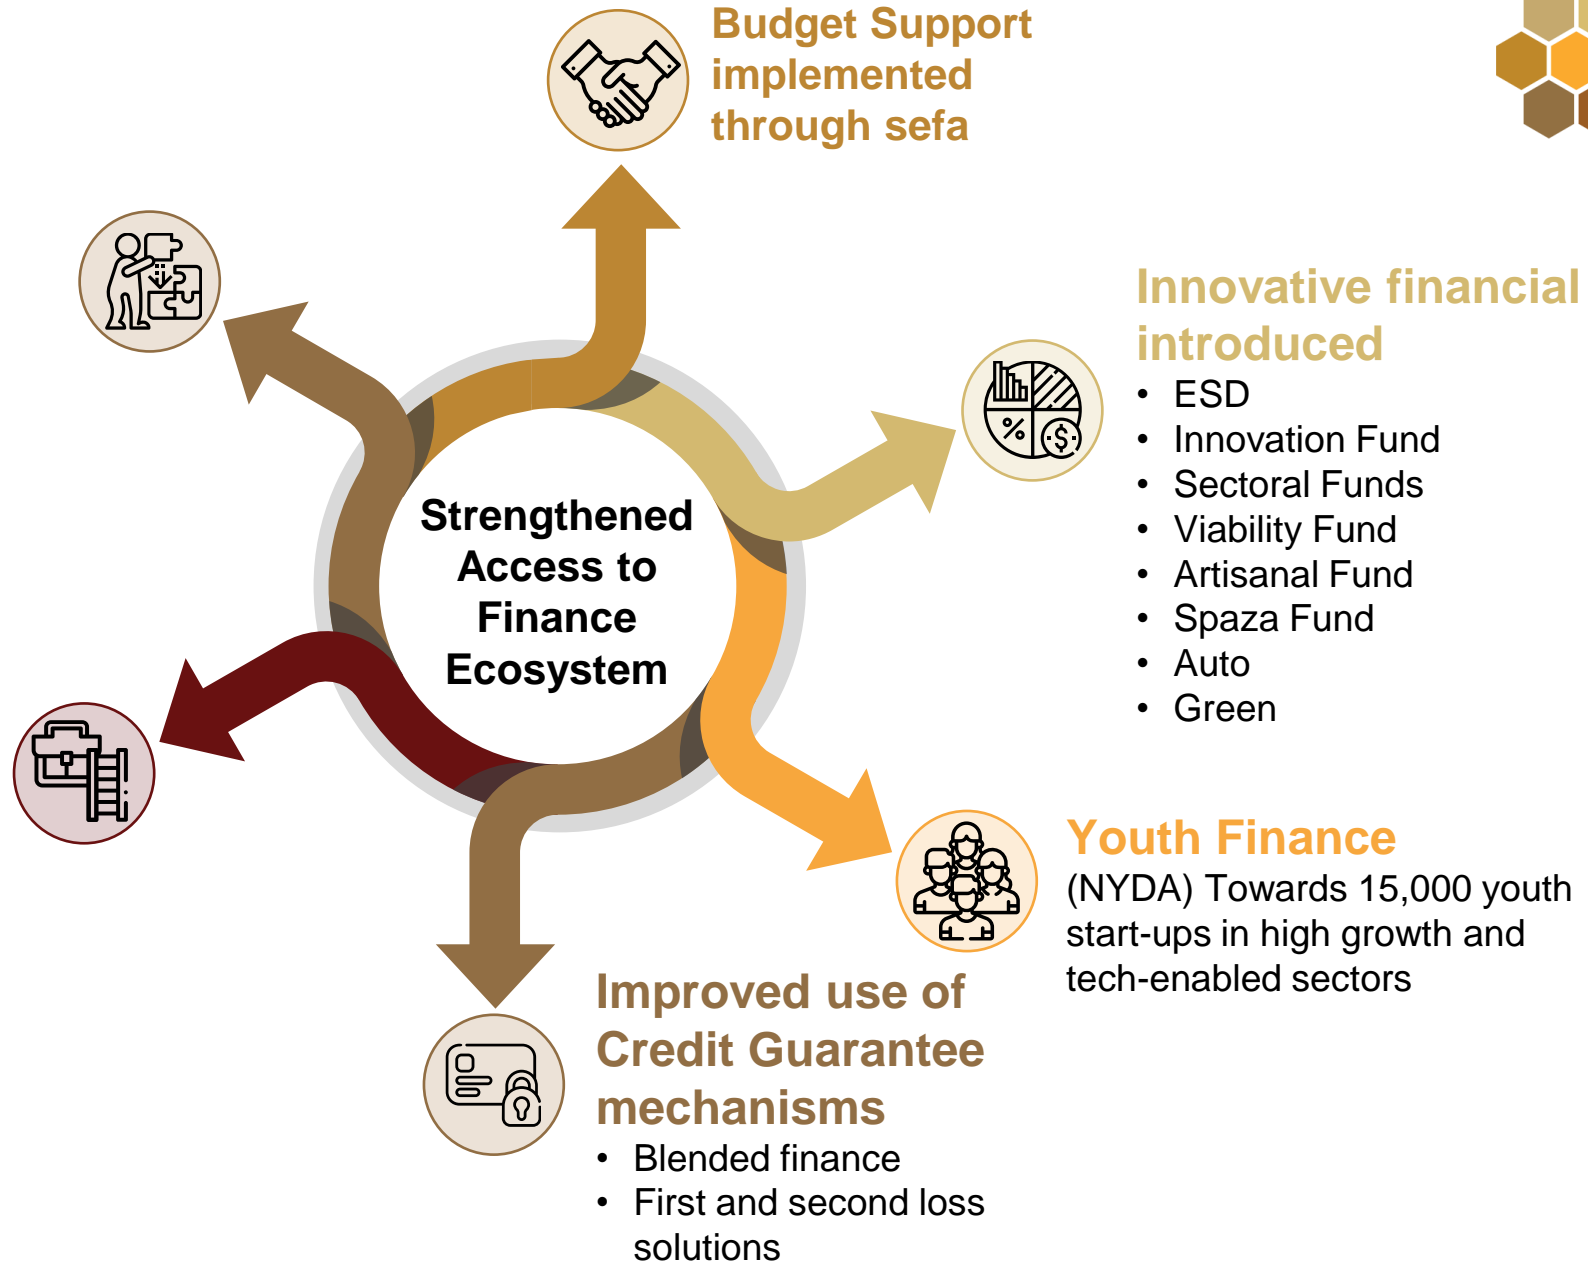 Budget Support
implemented
through sefa
Innovative financial
introduced
• ESD
• Innovation Fund
• Sectoral Funds
• Viability Fund
• Artisanal Fund
• Spaza Fund
• Auto
• Green
Strengthened
Access to
Finance
Ecosystem
Youth Finance
(NYDA) Towards 15,000 youth
start-ups in high growth and
tech-enabled sectors
Improved use of
Credit Guarantee
mechanisms
• Blended finance
• First and second loss
solutions